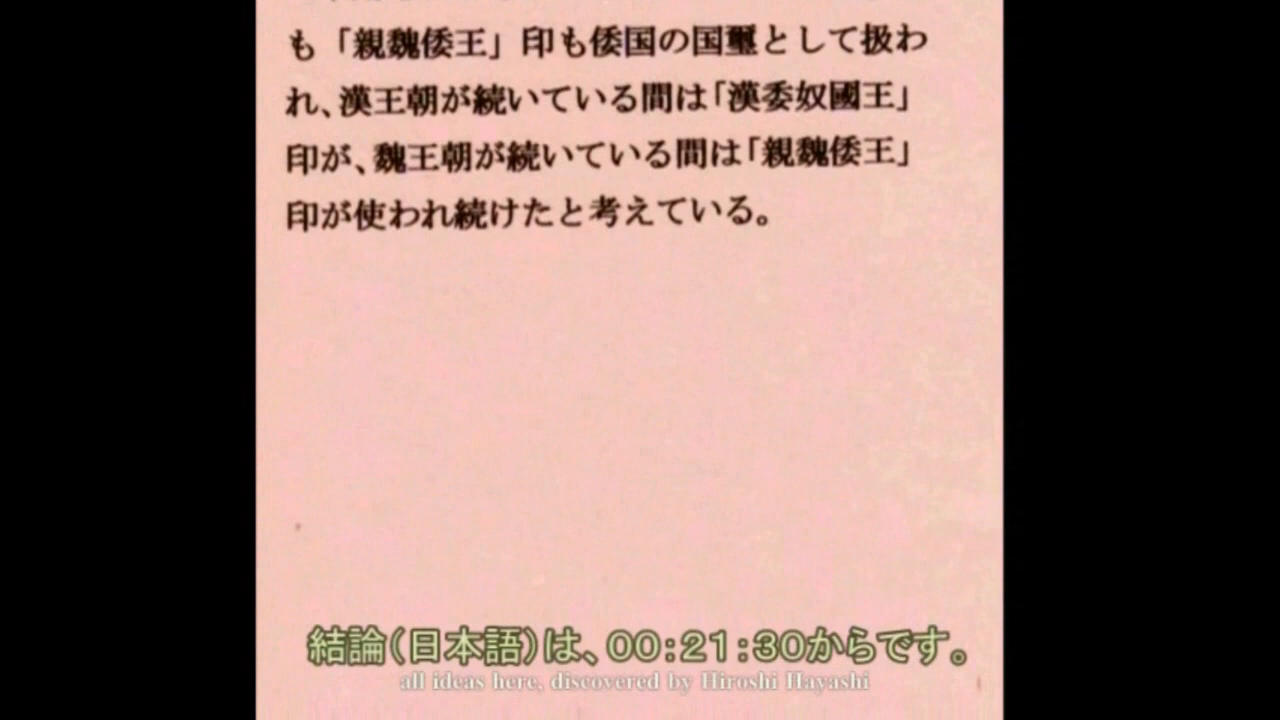 も「親魏倭王」印も倭国の国璽として扱わ
れ、漢王朝が続いている間は「漢委奴國王」
印が、魏王朝が続いている間は「親魏倭王」
印が使われ続けたと考えている。
結論(日本語)は、00:21:30からです。
all ideas here, discovered by Hiroshi Hayashi